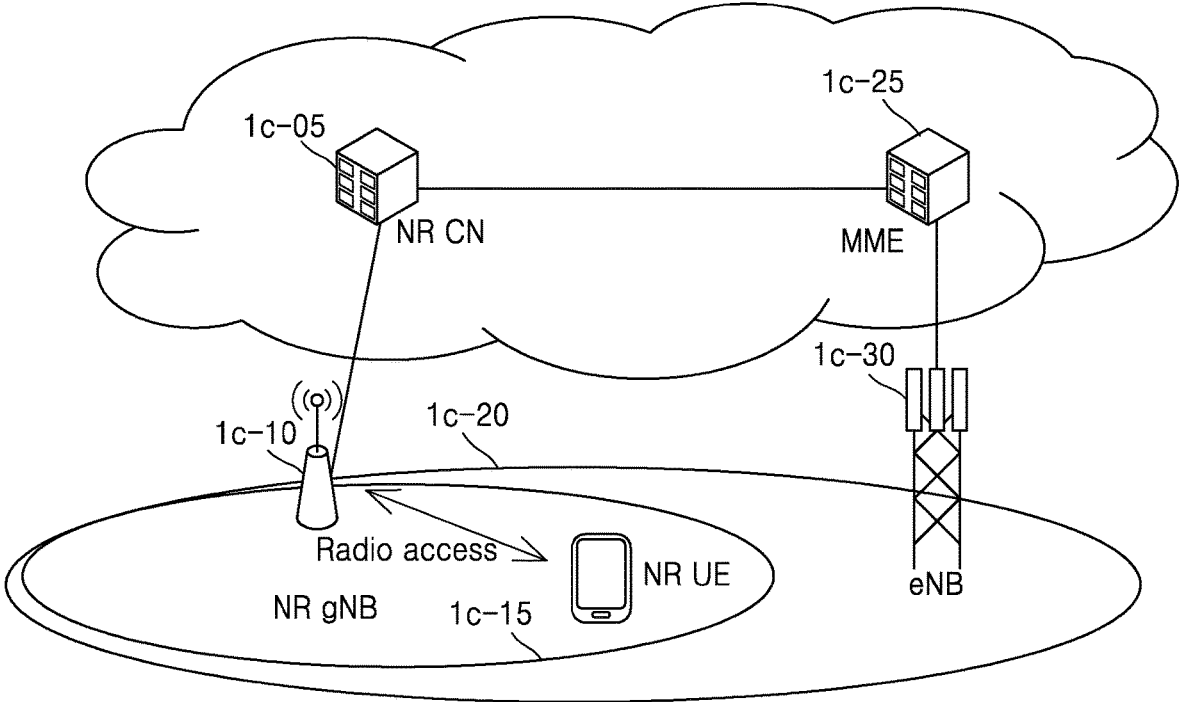 1c-25
1c-05
NR CN
MME
1c-30
1c-20
1c-10
Radio access
NR UE
eNB
NR gNB
1c-15